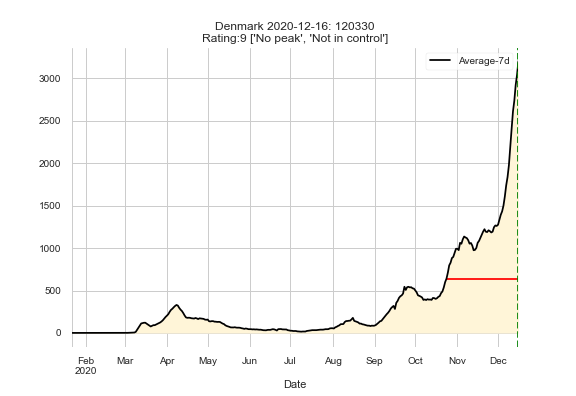 Denmark 2020-12-16: 120330
Rating:9 ['No peak', 'Not in control']
Average-7d
3000
2500
2000
1500
1000
500
0
Feb
2020
Mar
Apr
May
Jun
Jul
Aug
Sep
Oct
Nov
Dec
Date